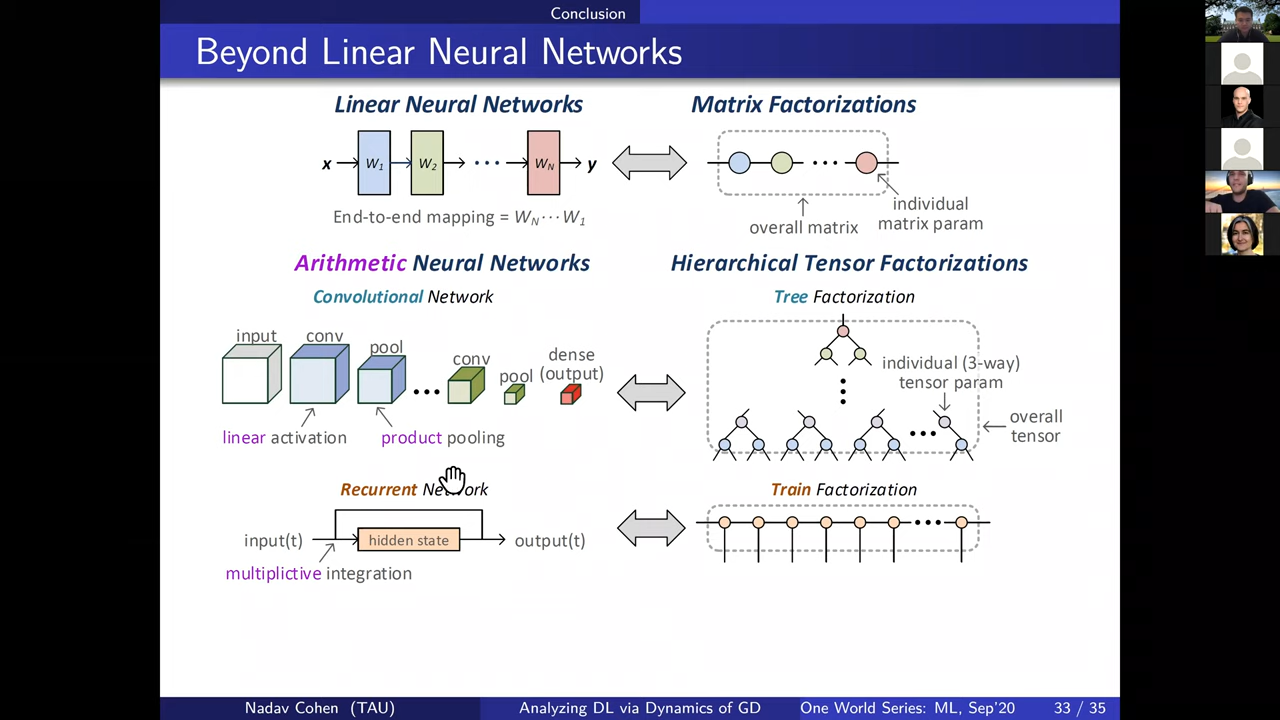 Conclusion
Beyond Linear Neural Networks
Linear Neural Networks
Matrix Factorizations
x
W1
W2
...
WN
y
...
End-to-end mapping = WN⋯W1
overall matrix
individual
matrix param
Arithmetic Neural Networks
Hierarchical Tensor Factorizations
Convolutional Network
Tree Factorization
input
conv
pool
...
conv
pool
dense
(output)
linear activation
product pooling
individual (3-way)
tensor param
...
overall
tensor
Recurrent Network
Train Factorization
input(t)
hidden state
output(t)
multiplictive integration
...
Nadav Cohen (TAU)
Analyzing DL via Dynamics of GD
One World Series: ML, Sep'20
33 / 35